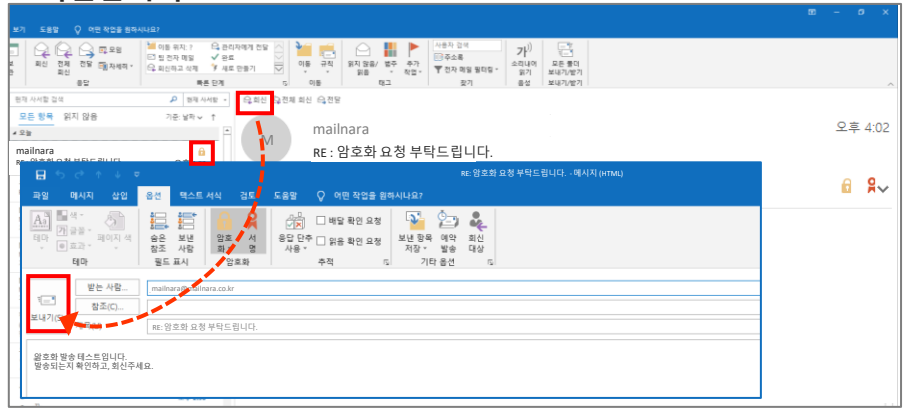 보기 도움말 어떤 작업을 원하시나요?
회신 전체 회신 전달 모임 자세히
응답
이동 위치: ? 관리자에게 전달
팀 전자 메일 완료
회신하고 삭제 새로 만들기
빠른 단계
이동 규칙
이동
읽지 않음/읽음 범주 추가 작업
태그
사용자 검색
주소록
전자 메일 필터링
찾기
가))
소리내어 읽기
음성
모든 폴더 보내기/받기
보내기/받기
현재 사서함 검색 현재 사서함
회신 전체 회신 전달
모든 항목 읽지 않음 기준: 날짜
오늘
mailnara
M
mailnara
오후 4:02
RE : 암호화 요청 부탁드립니다.
RE: 암호화 요청 부탁드립니다. - 메시지 (HTML)
파일 메시지 삽입 옵션 텍스트 서식 검토 도움말 어떤 작업을 원하시나요?
테마 색 글꼴 효과 페이지 색
테마
숨은 참조 보낸 사람
필드 표시
암호화 서명
암호화
응답 단추 사용
배달 확인 요청
읽음 확인 요청
추적
보낸 항목 저장 예약 발송 회신 대상
기타 옵션
받는 사람... mailnara@mailnara.co.kr
참조(C)...
보내기(S)
RE: 암호화 요청 부탁드립니다.
암호화 발송 테스트입니다.
발송되는지 확인하고, 회신주세요.